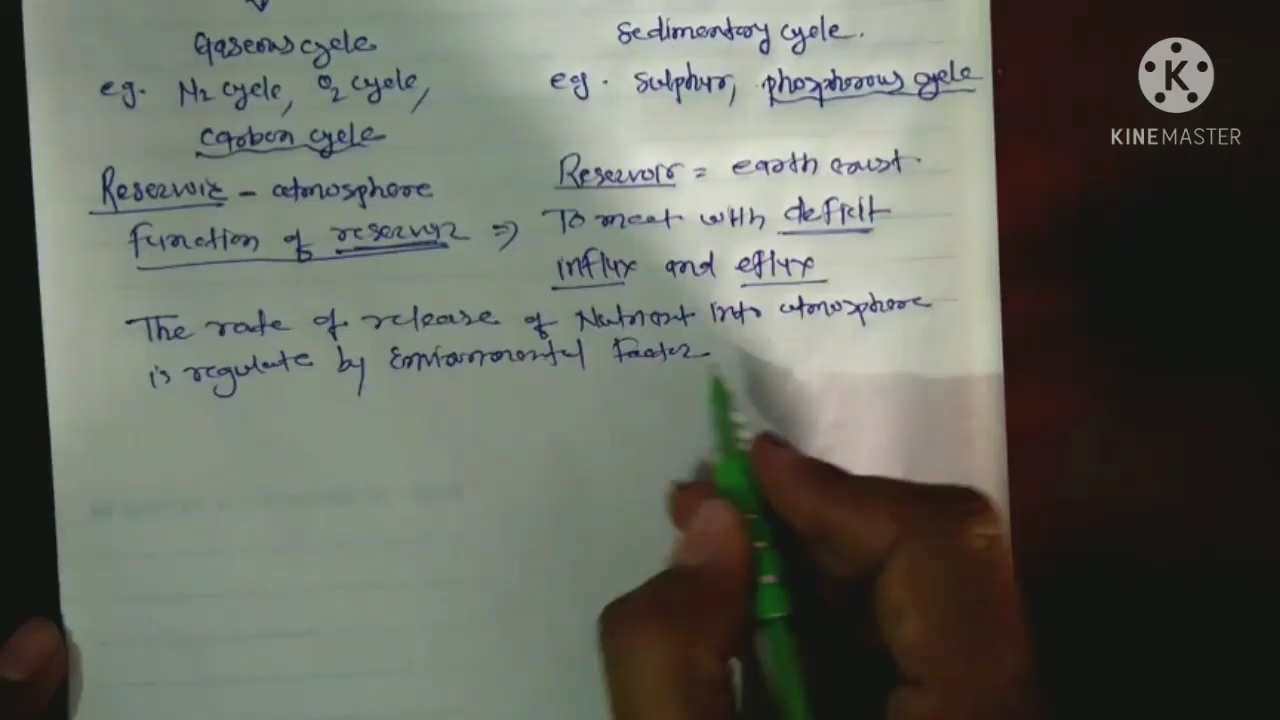 Gaseous cycle
eg. N2 cycle, O2 cycle,
carbon cycle
Reservoir - atmosphere
Sedimentary cycle.
eg. sulphur, phosphorous cycle
Reservoir = earth crust.
function of reservoir => To meet with deficit
influx and efflux
The rate of release of Nutrient into atmosphere
is regulate by Environmental Factor.
KINEMASTER